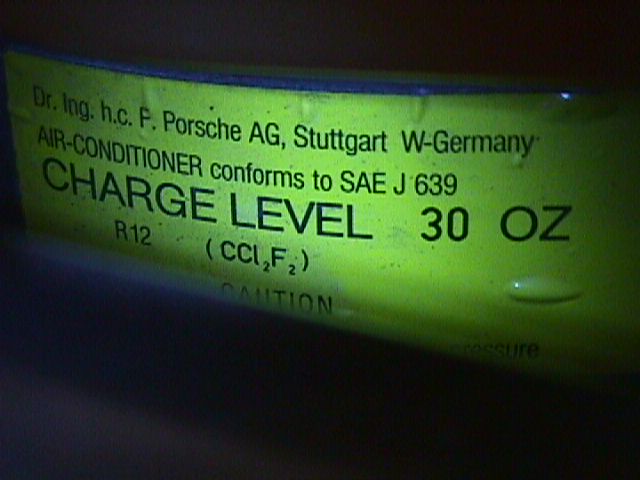 Dr. Ing. h.c. F. Porsche AG, Stuttgart W-Germany
AIR-CONDITIONER conforms to SAE J 639
CHARGE LEVEL 30 OZ
R12 (CCl₂F₂)
CAUTION
pressure